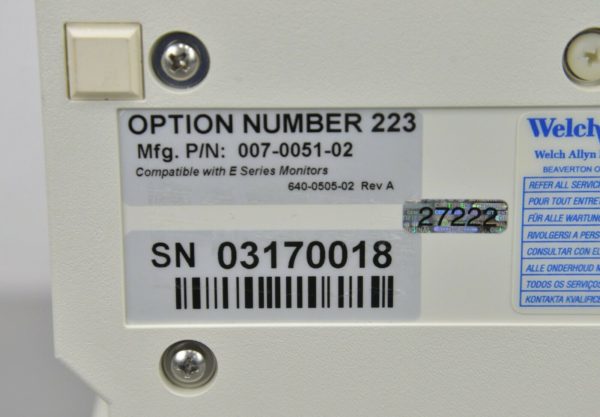 OPTION NUMBER 223
Mfg. P/N: 007-0051-02
Compatible with E Series Monitors
640-0505-02 Rev A
27222
SN 03170018
Welch
Welch Allyn
BEAVERTON O
REFER ALL SERVIC
POUR TOUT ENTRET
FÜR ALLE WARTUNG
RIVOLGERSI A PERS
CONSULTAR CON EL
ALLE ONDERHOUD M
TODOS OS SERVIÇOS
KONTAKTA KVALIFICE